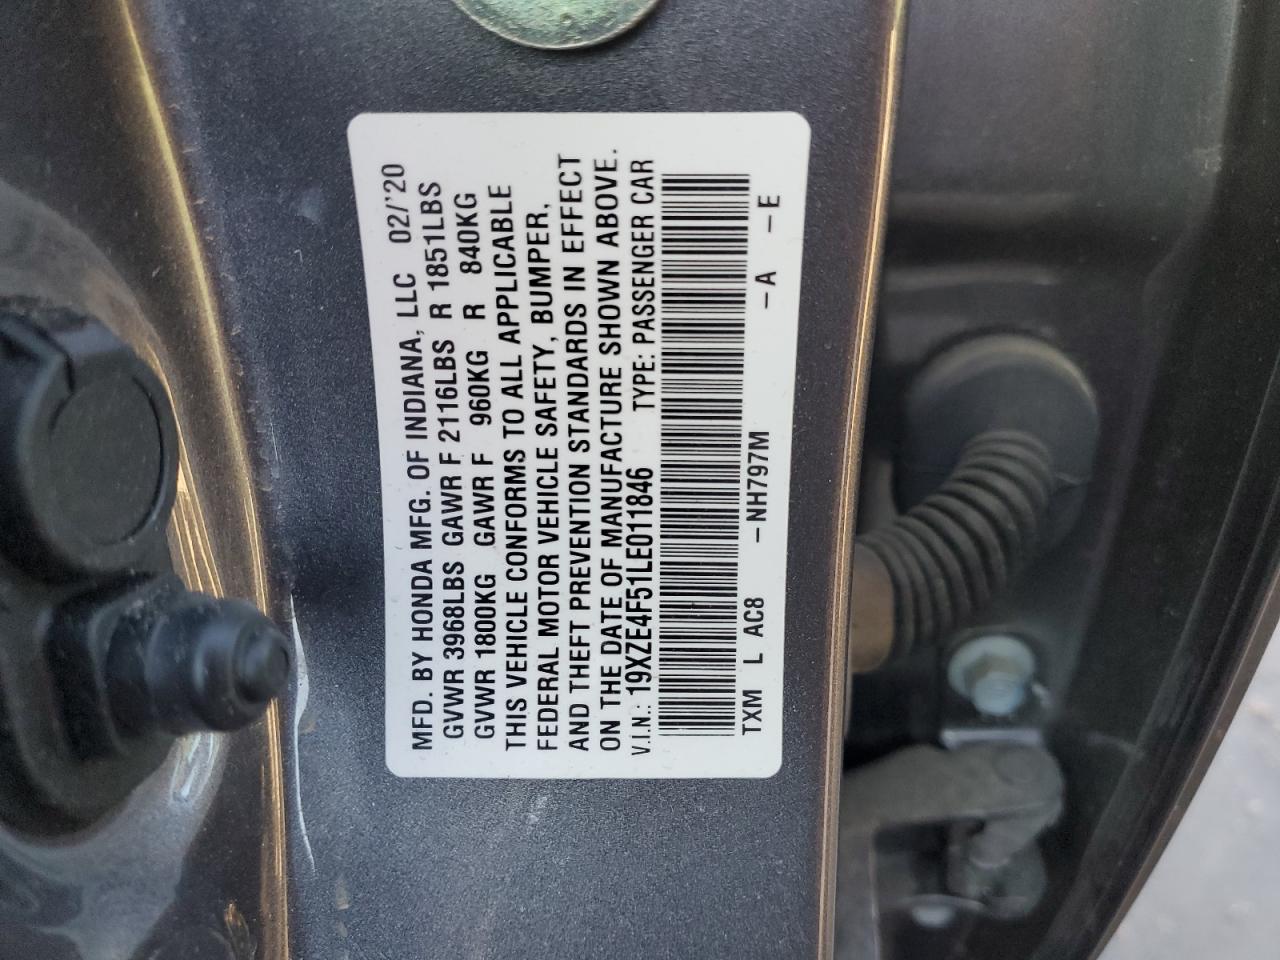 MFD. BY HONDA MFG. OF INDIANA, LLC 02/'20
GVWR 3968LBS GAWR F 2116LBS R 1851LBS
GVWR 1800KG GAWR F 960KG R 840KG
THIS VEHICLE CONFORMS TO ALL APPLICABLE
FEDERAL MOTOR VEHICLE SAFETY, BUMPER,
AND THEFT PREVENTION STANDARDS IN EFFECT
ON THE DATE OF MANUFACTURE SHOWN ABOVE.
V.I.N.: 19XZE4F51LE011846 TYPE: PASSENGER CAR
TXM L AC8 -NH797M -A -E